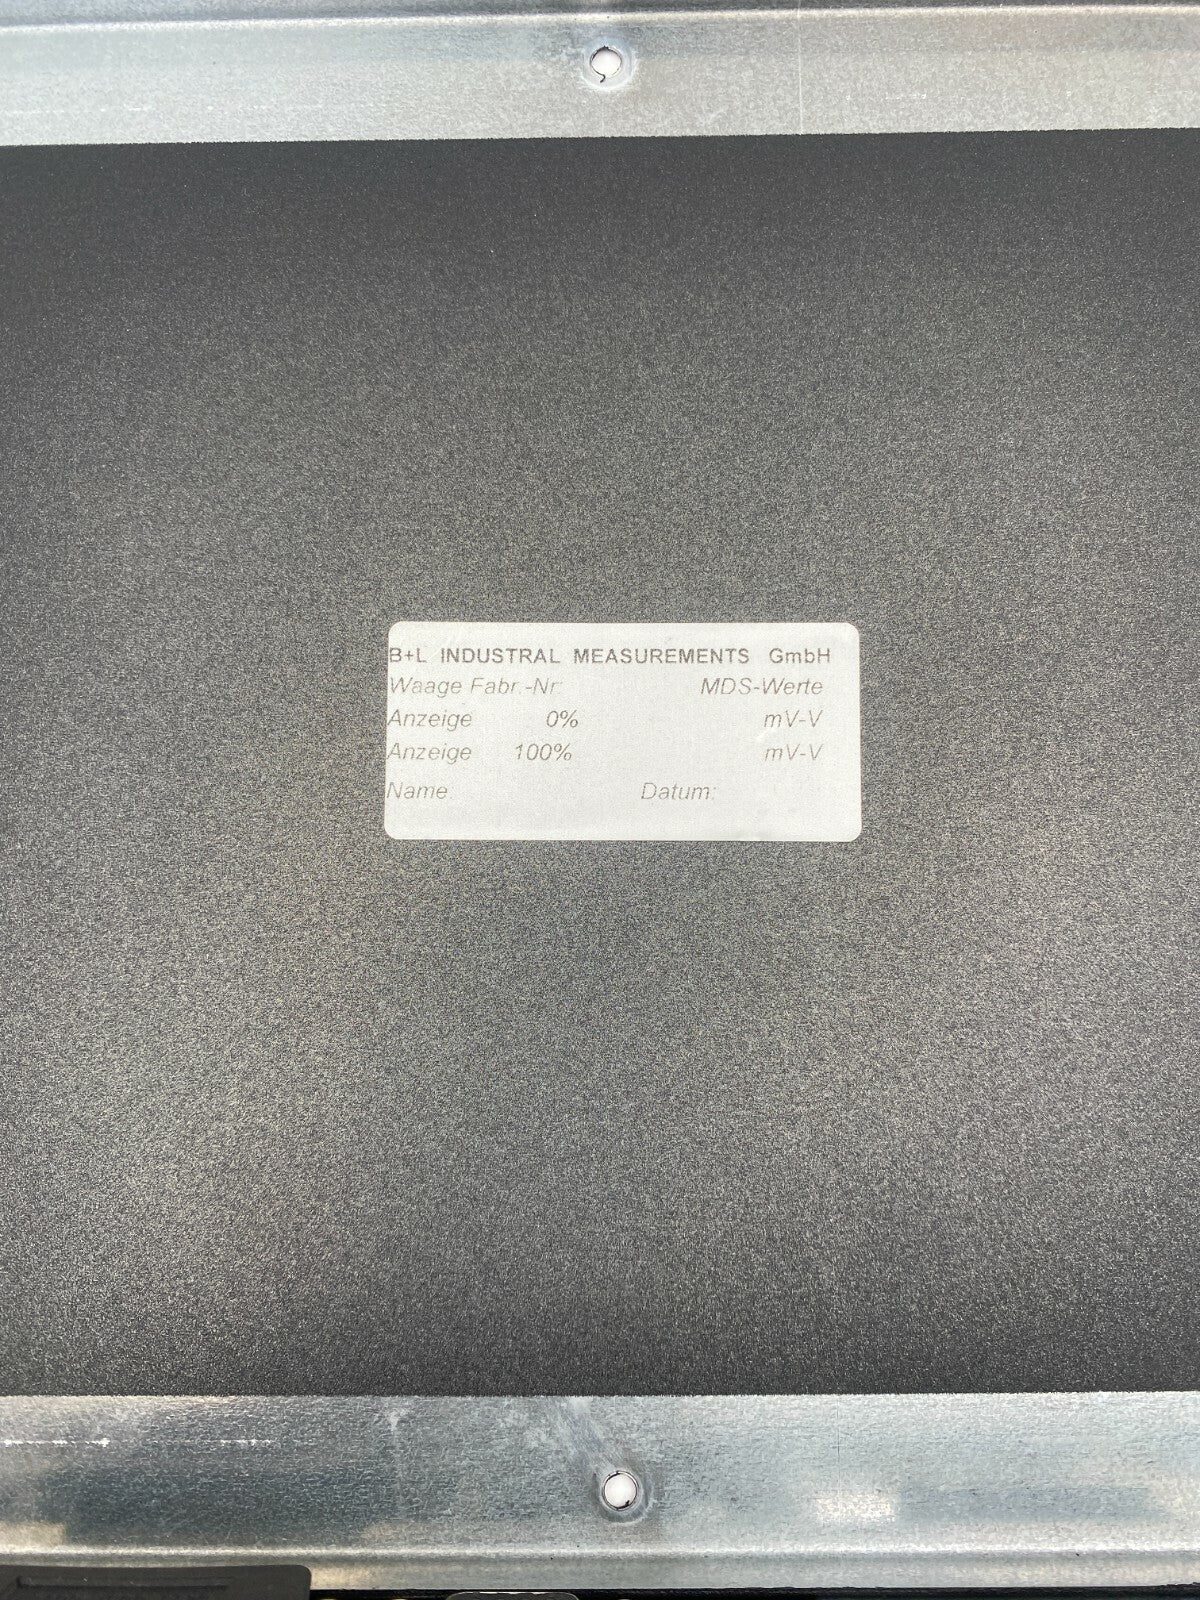 B+L INDUSTRAL MEASUREMENTS GmbH
Waage Fabr.-Nr: MDS-Werte
Anzeige 0% mV-V
Anzeige 100% mV-V
Name: Datum: